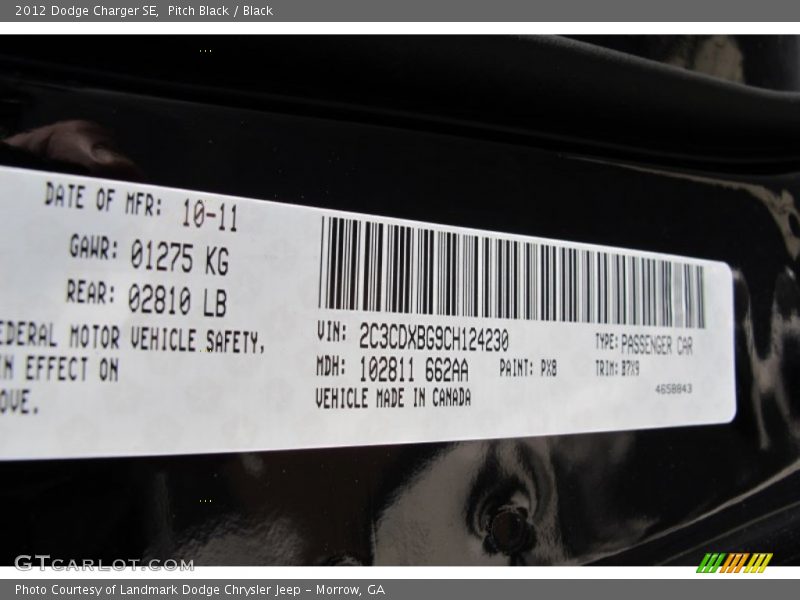 2012 Dodge Charger SE, Pitch Black / Black
DATE OF MFR: 10-11
GAWR: 01275 KG
REAR: 02810 LB
MOTOR VEHICLE SAFETY,
EFFECT ON
VIN: 2C3CDXBG9CH124230
TYPE: PASSENGER CAR
MDH: 102811 662AA
PAINT: PX8
TRIM: B7X9
VEHICLE MADE IN CANADA
4658843
GTCARLOT.COM
Photo Courtesy of Landmark Dodge Chrysler Jeep – Morrow, GA